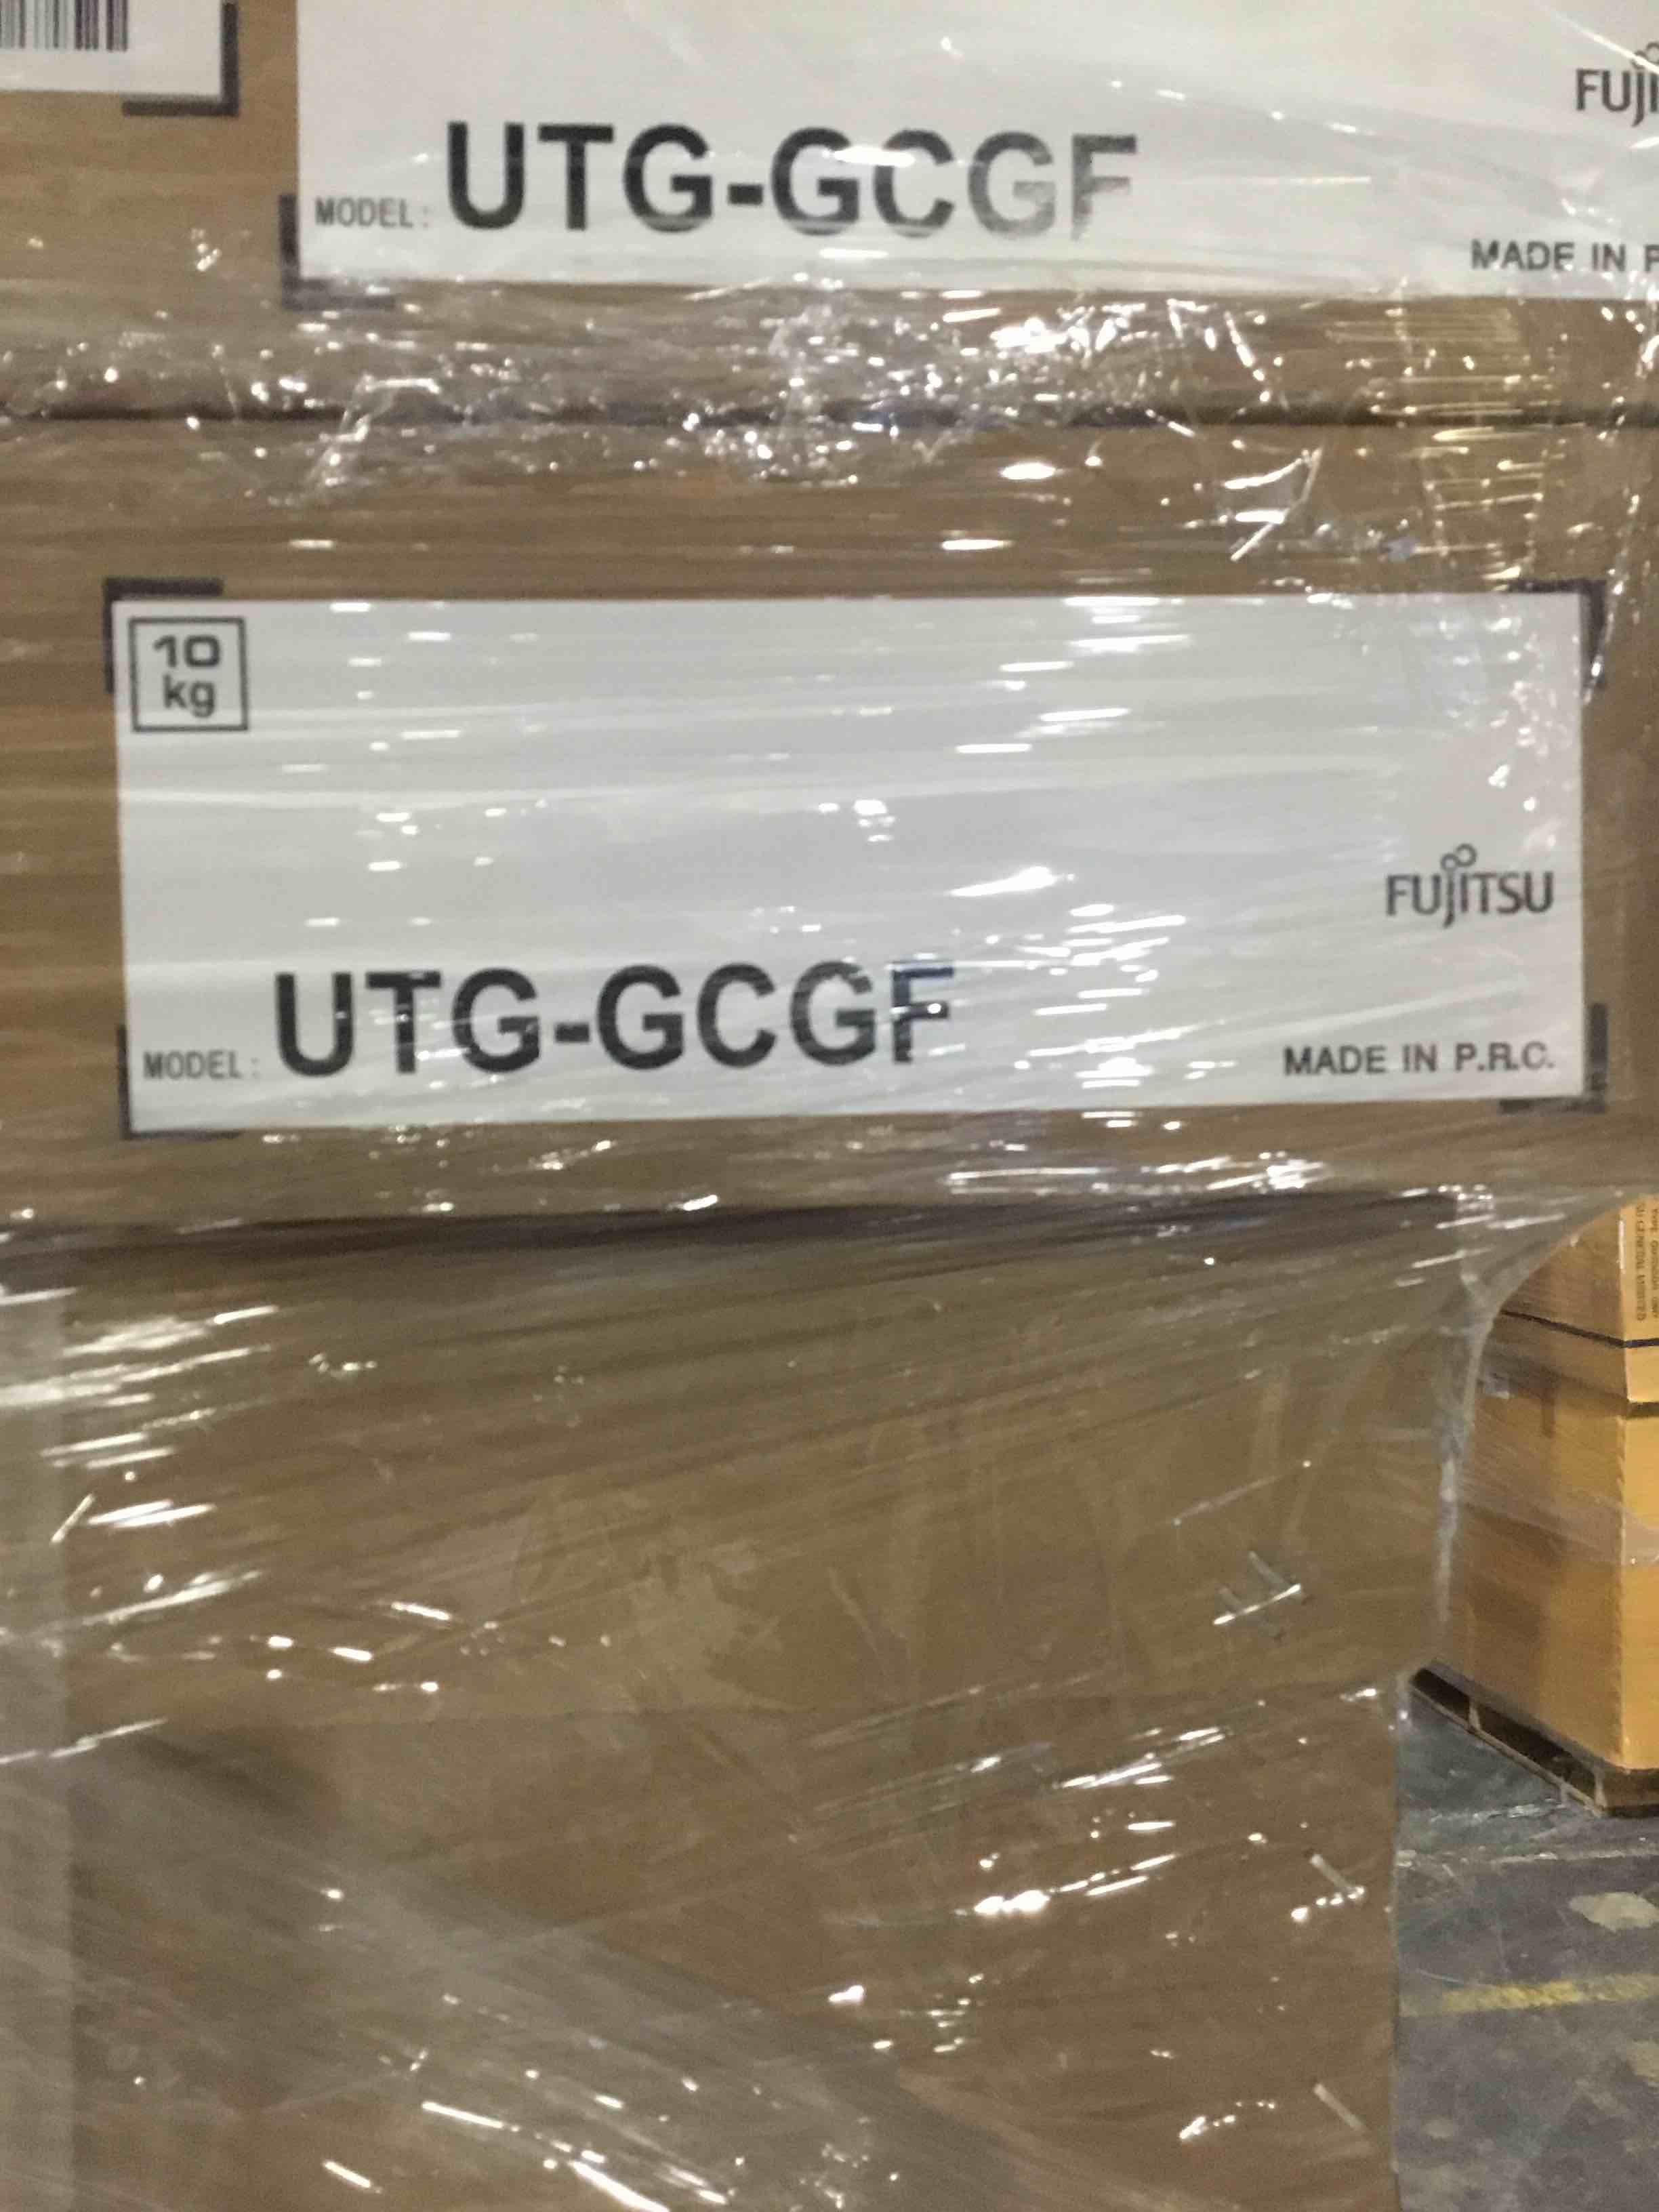 FUJI
MODEL: UTG-GCGF
MADE IN P
10
kg
FUJITSU
MODEL: UTG-GCGF
MADE IN P.R.C.